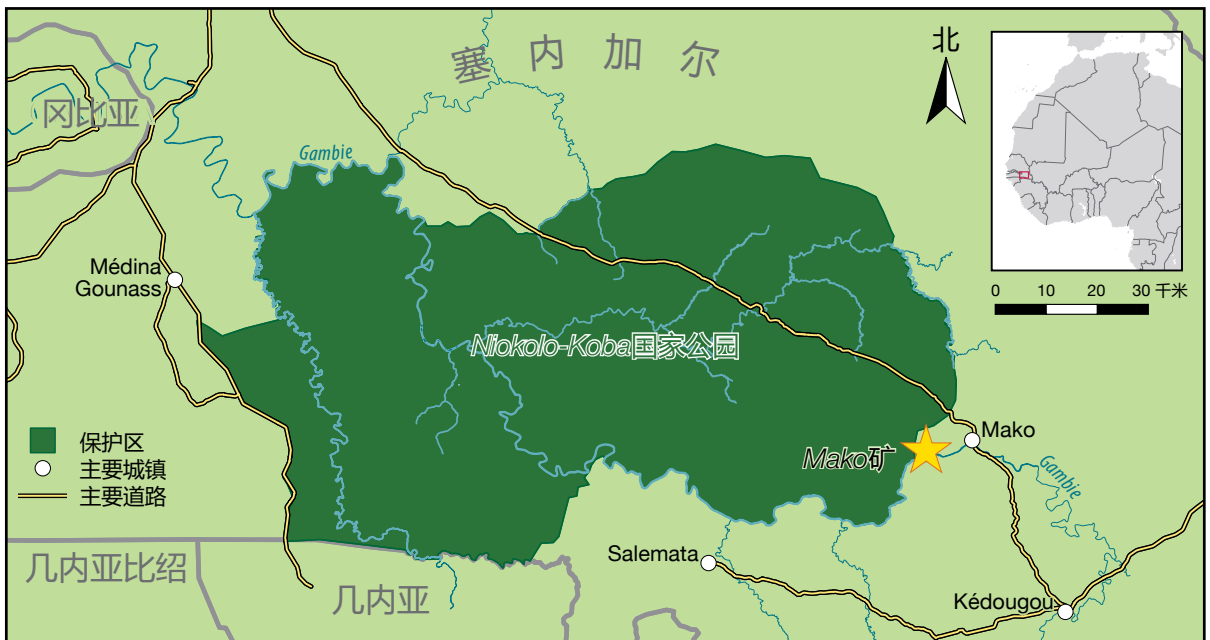 塞内加尔
北
冈比亚
Gambie
Médina
Gounass
0 10 20 30 千米
Niokolo-Koba国家公园
Mako
Mako矿
Gambie
保护区
主要城镇
主要道路
几内亚比绍
几内亚
Salemata
Kédougou